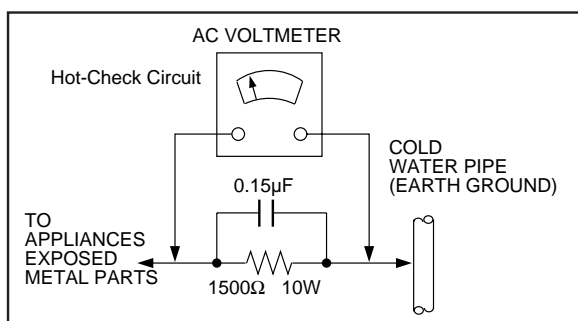 AC VOLTMETER
Hot-Check Circuit
COLD
WATER PIPE
(EARTH GROUND)
0.15µF
TO
APPLIANCES
EXPOSED
METAL PARTS
1500Ω 10W